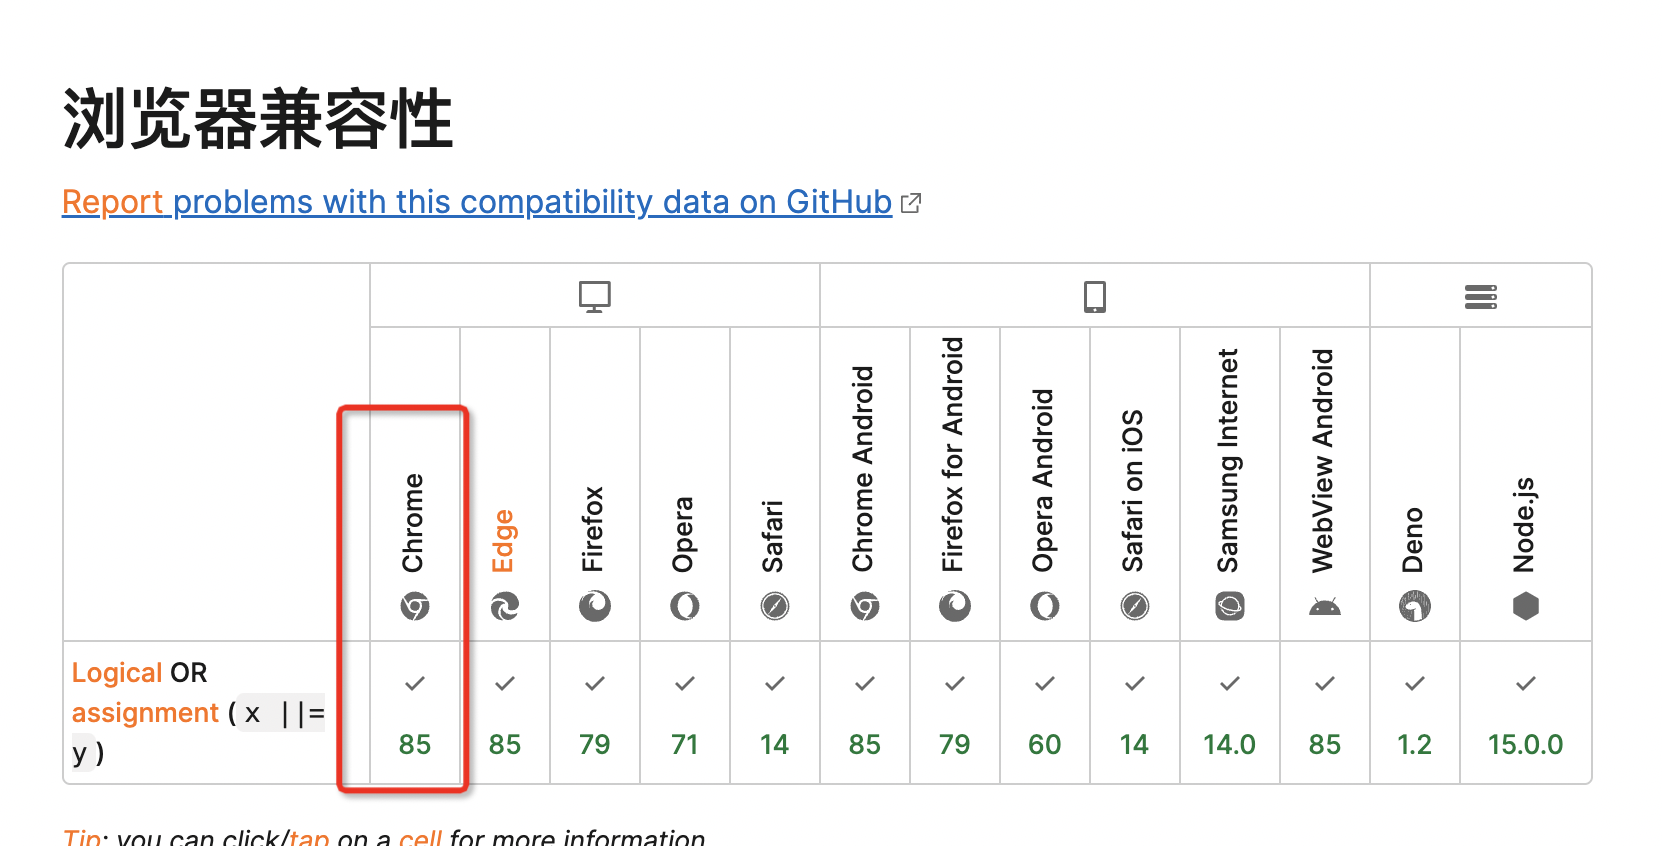 浏览器兼容性
Report problems with this compatibility data on GitHub
Chrome
Edge
Firefox
Opera
Safari
Chrome Android
Firefox for Android
Opera Android
Safari on iOS
Samsung Internet
WebView Android
Deno
Node.js
Logical OR
assignment (x ||=
y)
85 85 79 71 14 85 79 60 14 14.0 85 1.2 15.0.0
Tip: you can click/tap on a cell for more information.